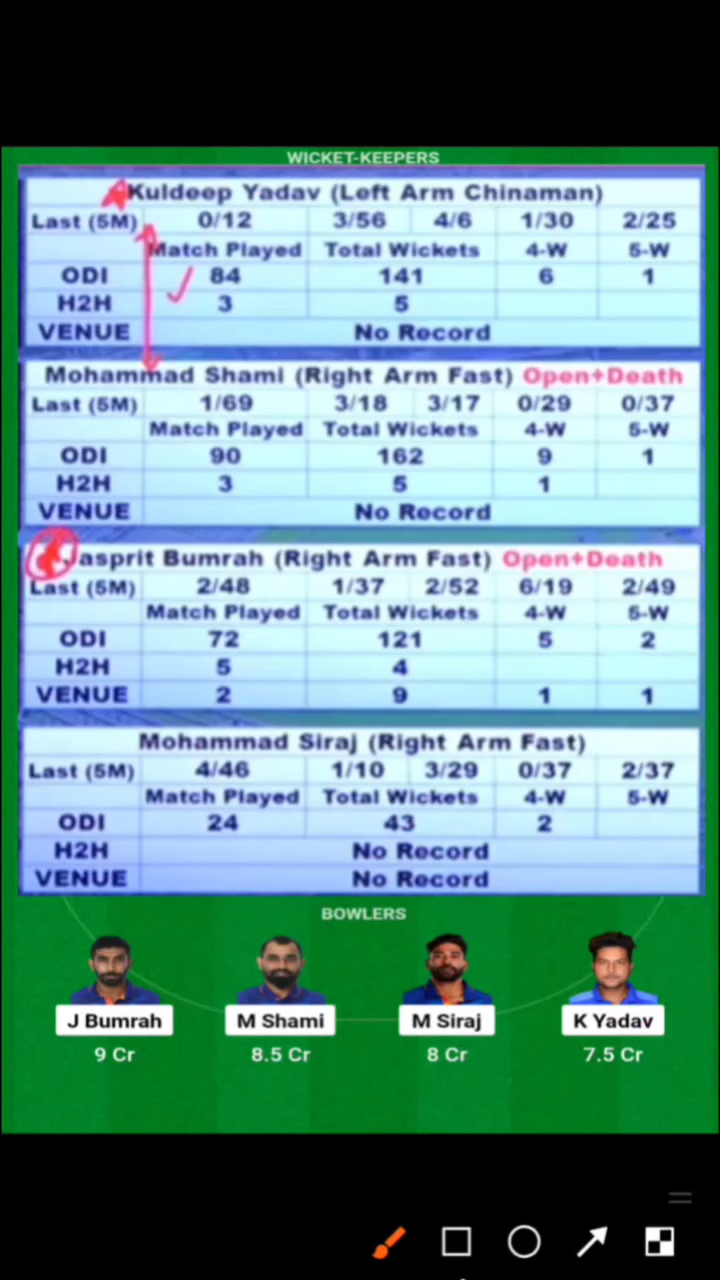 WICKET-KEEPERS
Kuldeep Yadav (Left Arm Chinaman)
Last (5M) 0/12 3/56 4/6 1/30 2/25
Match Played Total Wickets 4-W 5-W
ODI 84 141 6 1
H2H 3 5
VENUE No Record
Mohammad Shami (Right Arm Fast) Open+Death
Last (5M) 1/69 3/18 3/17 0/29 0/37
Match Played Total Wickets 4-W 5-W
ODI 90 162 9 1
H2H 3 5 1
VENUE No Record
Jasprit Bumrah (Right Arm Fast) Open+Death
Last (5M) 2/48 1/37 2/52 6/19 2/49
Match Played Total Wickets 4-W 5-W
ODI 72 121 5 2
H2H 5 4
VENUE 2 9 1 1
Mohammad Siraj (Right Arm Fast)
Last (5M) 4/46 1/10 3/29 0/37 2/37
Match Played Total Wickets 4-W 5-W
ODI 24 43 2
H2H No Record
VENUE No Record
BOWLERS
J Bumrah M Shami M Siraj K Yadav
9 Cr 8.5 Cr 8 Cr 7.5 Cr